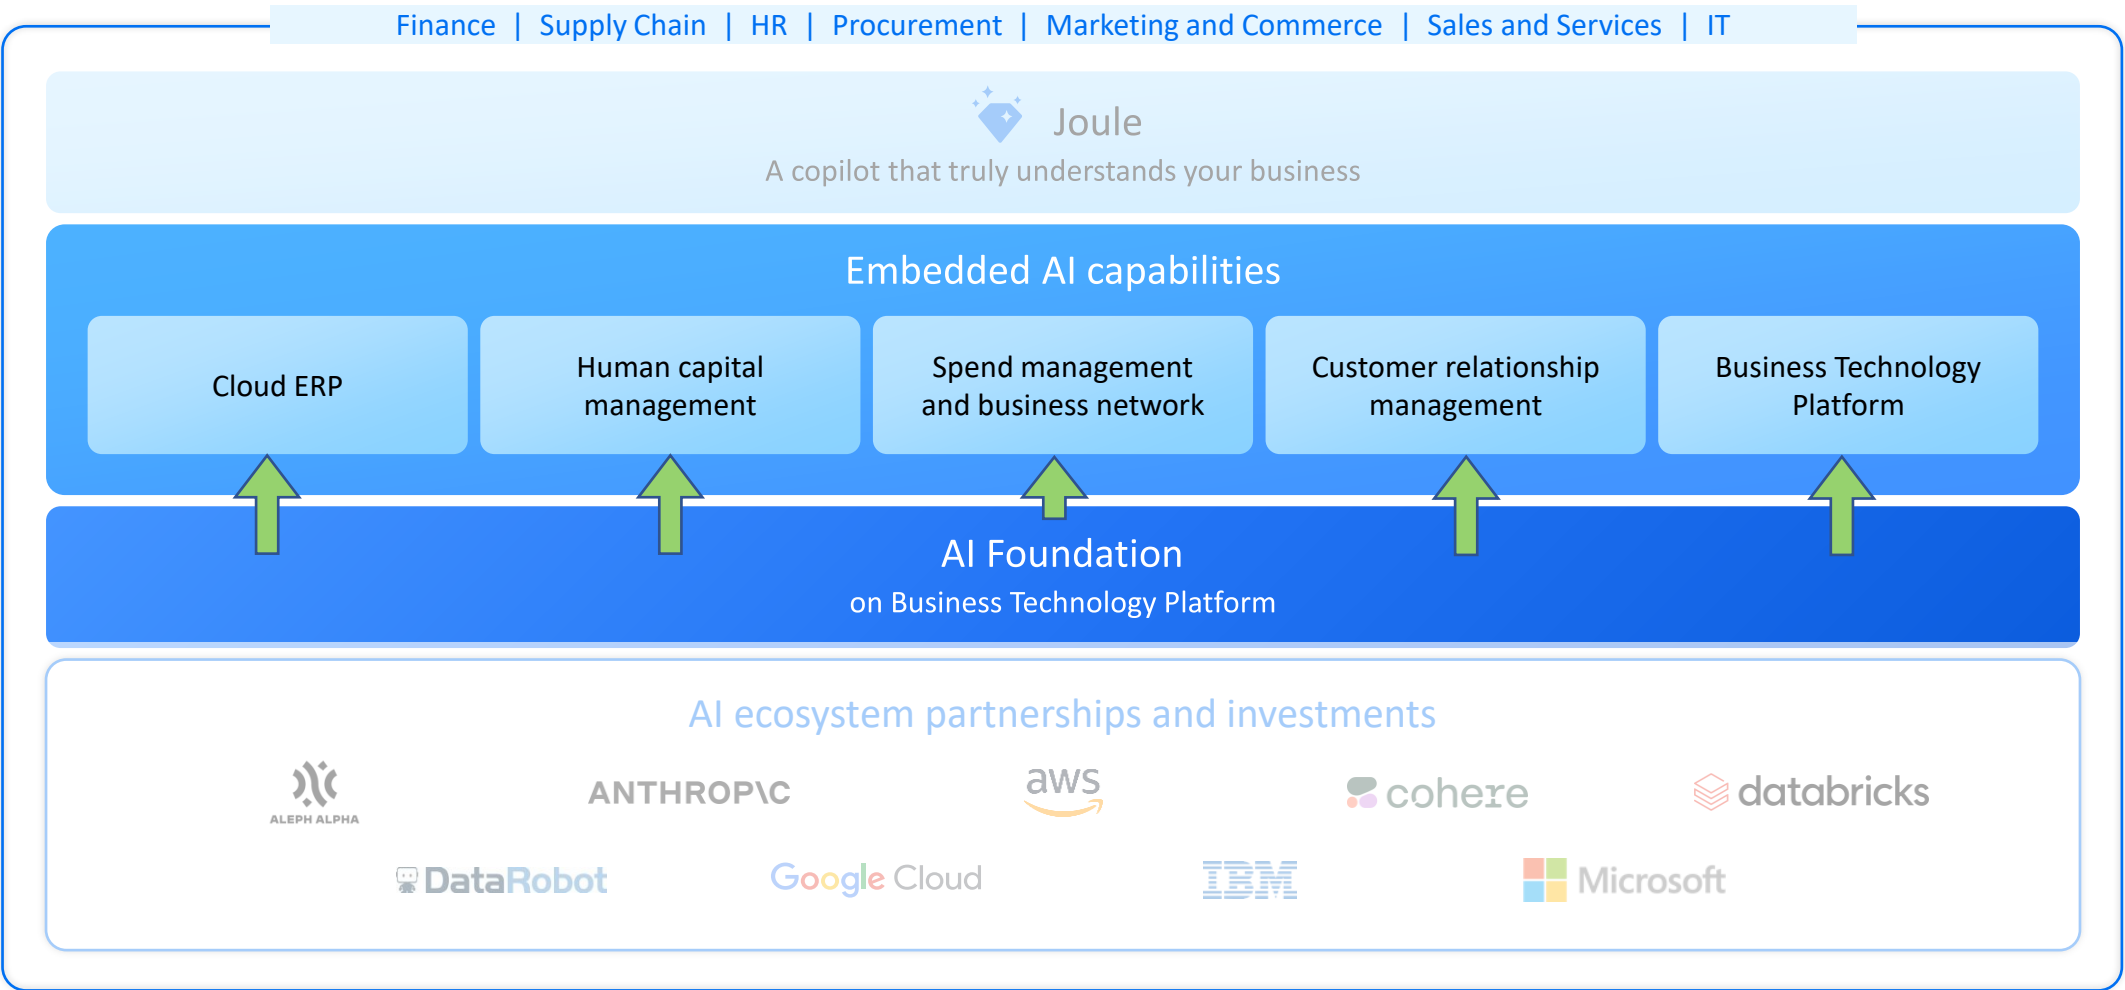 Finance | Supply Chain | HR | Procurement | Marketing and Commerce | Sales and Services | IT
Joule
A copilot that truly understands your business
Embedded AI capabilities
Cloud ERP
Human capital
management
Spend management
and business network
Customer relationship
management
Business Technology
Platform
AI Foundation
on Business Technology Platform
AI ecosystem partnerships and investments
ALEPH ALPHA
ANTHROP\C
aws
cohere
databricks
DataRobot
Google Cloud
IBM
Microsoft